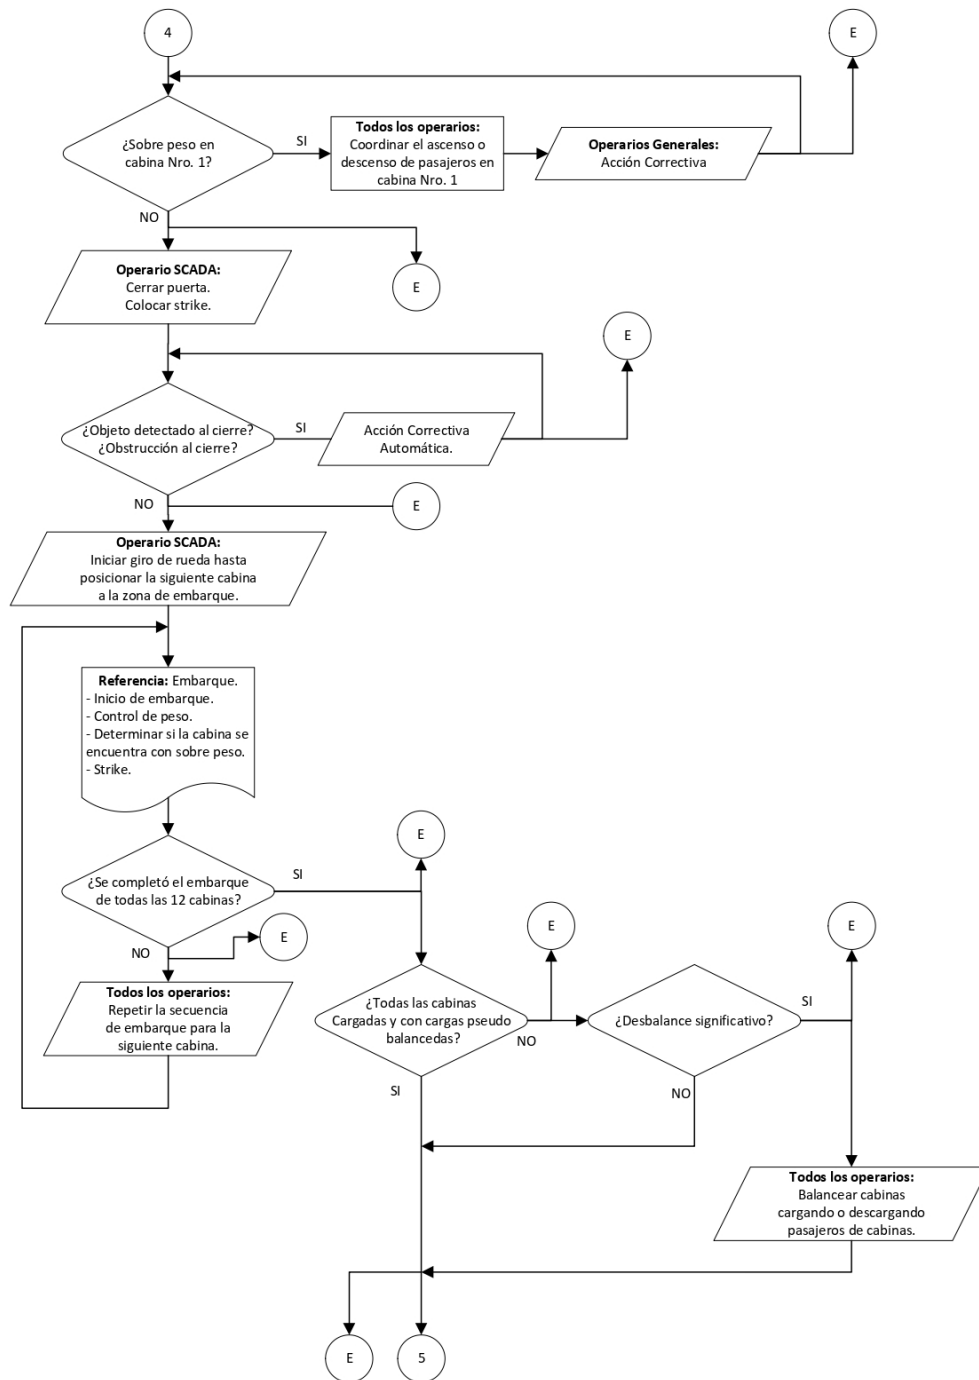 4
E
¿Sobre peso en
cabina Nro. 1?
SI
Todos los operarios:
Coordinar el ascenso o
descenso de pasajeros en
cabina Nro. 1
Operarios Generales:
Acción Correctiva
NO
E
Operario SCADA:
Cerrar puerta.
Colocar strike.
E
¿Objeto detectado al cierre?
¿Obstrucción al cierre?
SI
Acción Correctiva
Automática.
NO
E
Operario SCADA:
Iniciar giro de rueda hasta
posicionar la siguiente cabina
a la zona de embarque.
Referencia: Embarque.
- Inicio de embarque.
- Control de peso.
- Determinar si la cabina se
encuentra con sobre peso.
- Strike.
E
¿Se completó el embarque
de todas las 12 cabinas?
SI
NO
E
E
E
Todos los operarios:
Repetir la secuencia
de embarque para la
siguiente cabina.
¿Todas las cabinas
Cargadas y con cargas pseudo
balancedas?
NO
¿Desbalance significativo?
SI
SI
NO
Todos los operarios:
Balancear cabinas
cargando o descargando
pasajeros de cabinas.
E
5